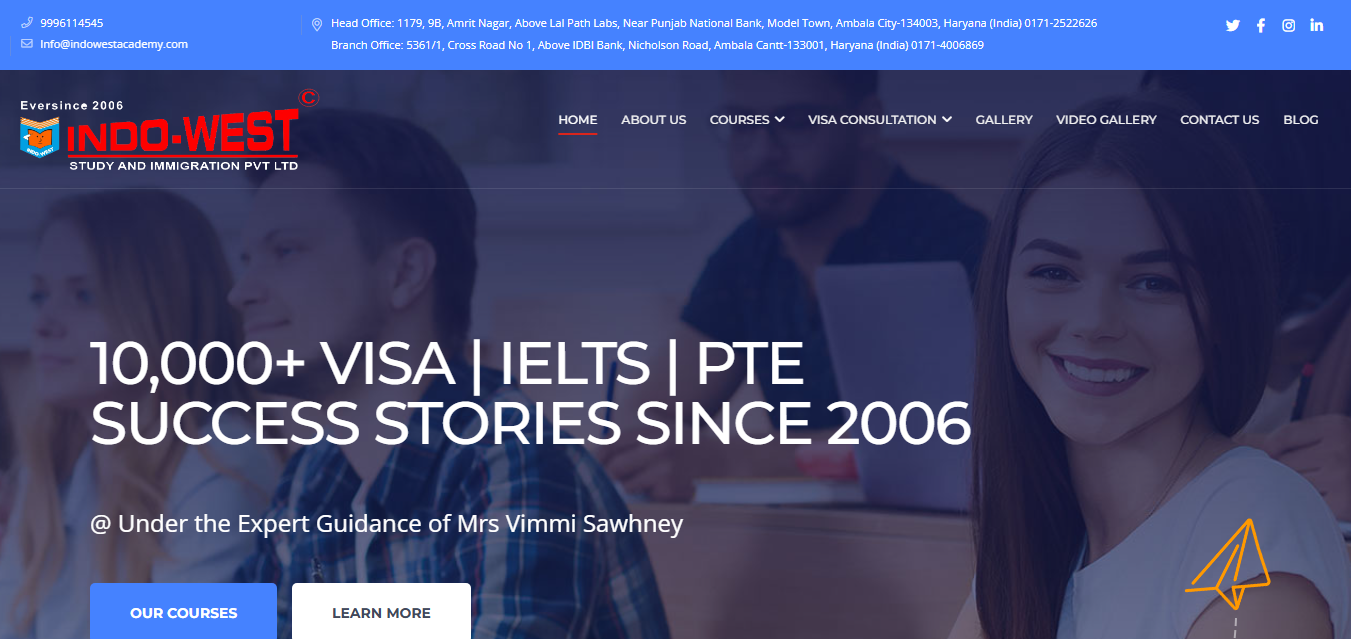 9996114545
Info@indowestacademy.com
Head Office: 1179, 9B, Amrit Nagar, Above Lal Path Labs, Near Punjab National Bank, Model Town, Ambala City-134003, Haryana (India) 0171-2522626
Branch Office: 5361/1, Cross Road No 1, Above IDBI Bank, Nicholson Road, Ambala Cantt-133001, Haryana (India) 0171-4006869
Eversince 2006
INDO-WEST ©
INDO-WEST
STUDY AND IMMIGRATION PVT LTD
HOME ABOUT US COURSES VISA CONSULTATION GALLERY VIDEO GALLERY CONTACT US BLOG
10,000+ VISA | IELTS | PTE
SUCCESS STORIES SINCE 2006
@ Under the Expert Guidance of Mrs Vimmi Sawhney
OUR COURSES LEARN MORE